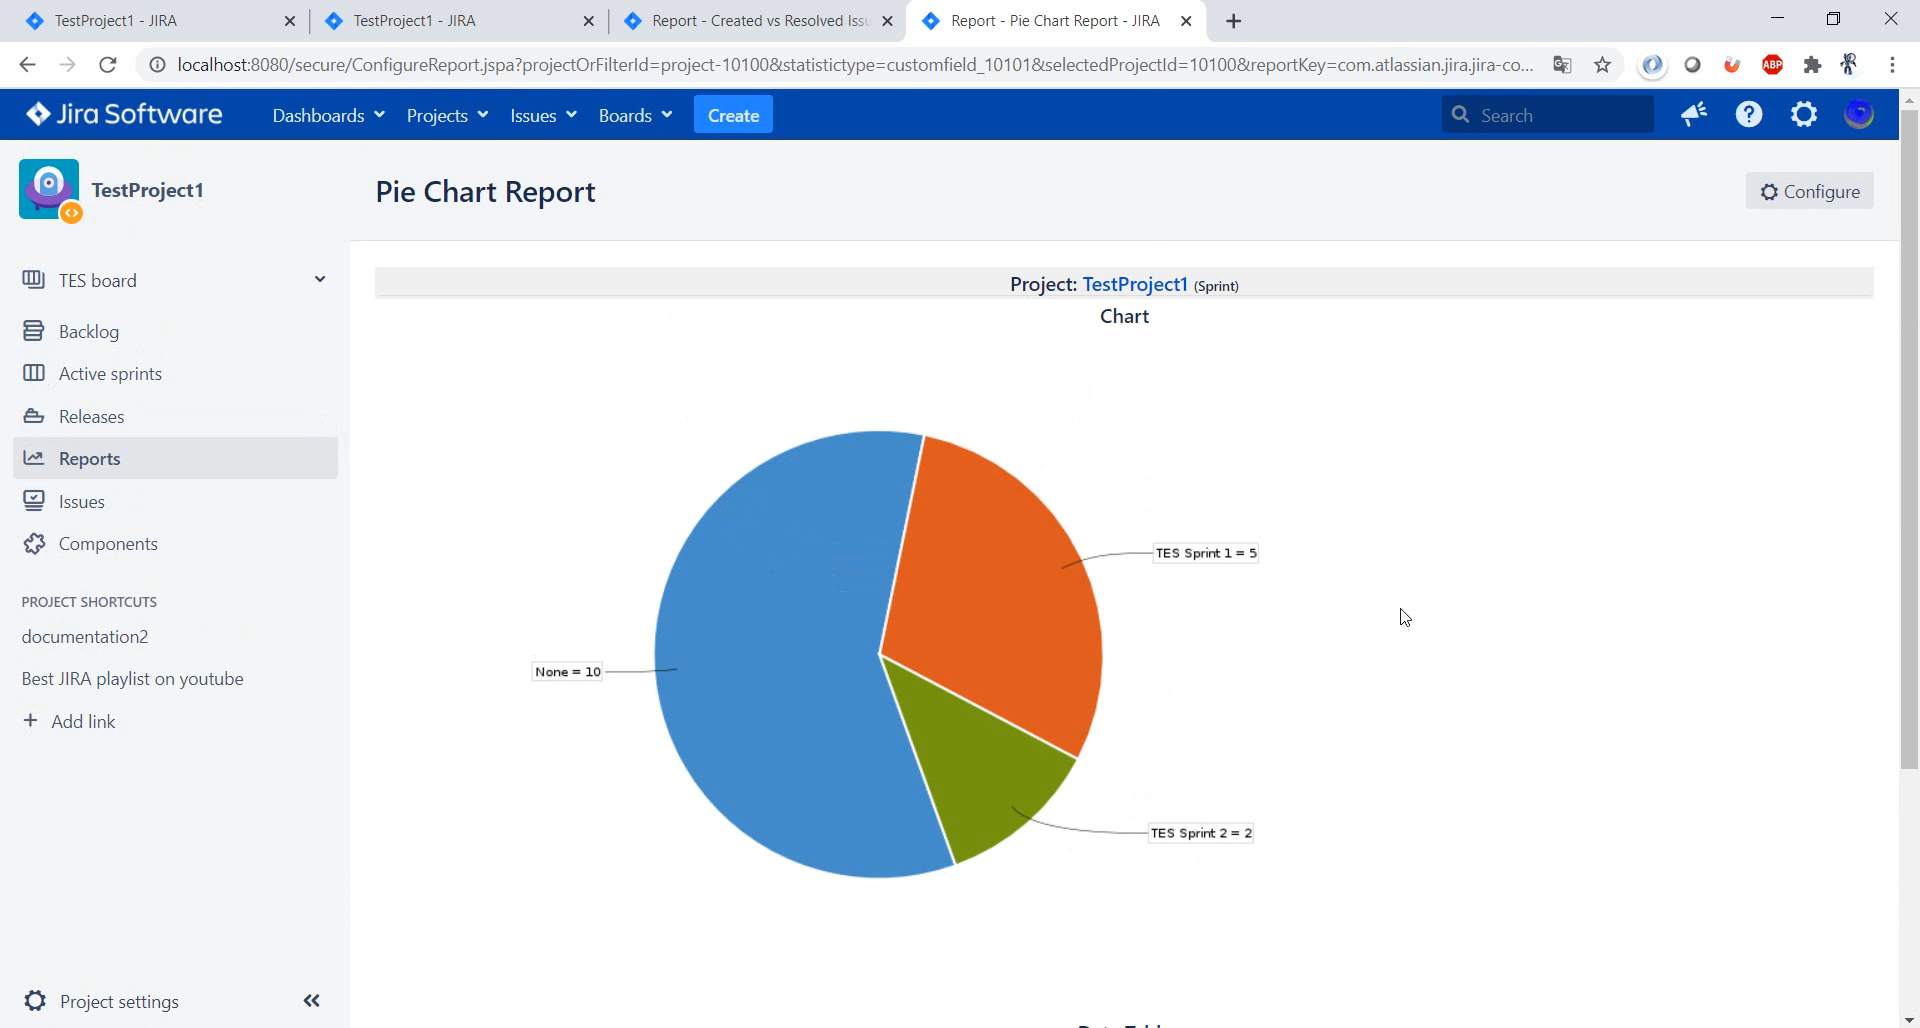 TestProject1 - JIRA
TestProject1 - JIRA
Report - Created vs Resolved Issu
Report - Pie Chart Report - JIRA
localhost:8080/secure/ConfigureReport.jspa?projectOrFilterId=project-10100&statistictype=customfield_10101&selectedProjectId=10100&reportKey=com.atlassian.jira.jira-co...
ABP
Jira Software
Dashboards
Projects
Issues
Boards
Create
Search
TestProject1
Pie Chart Report
Configure
TES board
Backlog
Active sprints
Releases
Reports
Issues
Components
PROJECT SHORTCUTS
documentation2
Best JIRA playlist on youtube
+ Add link
Project settings
Project: TestProject1 (Sprint)
Chart
TES Sprint 1 = 5
None = 10
TES Sprint 2 = 2